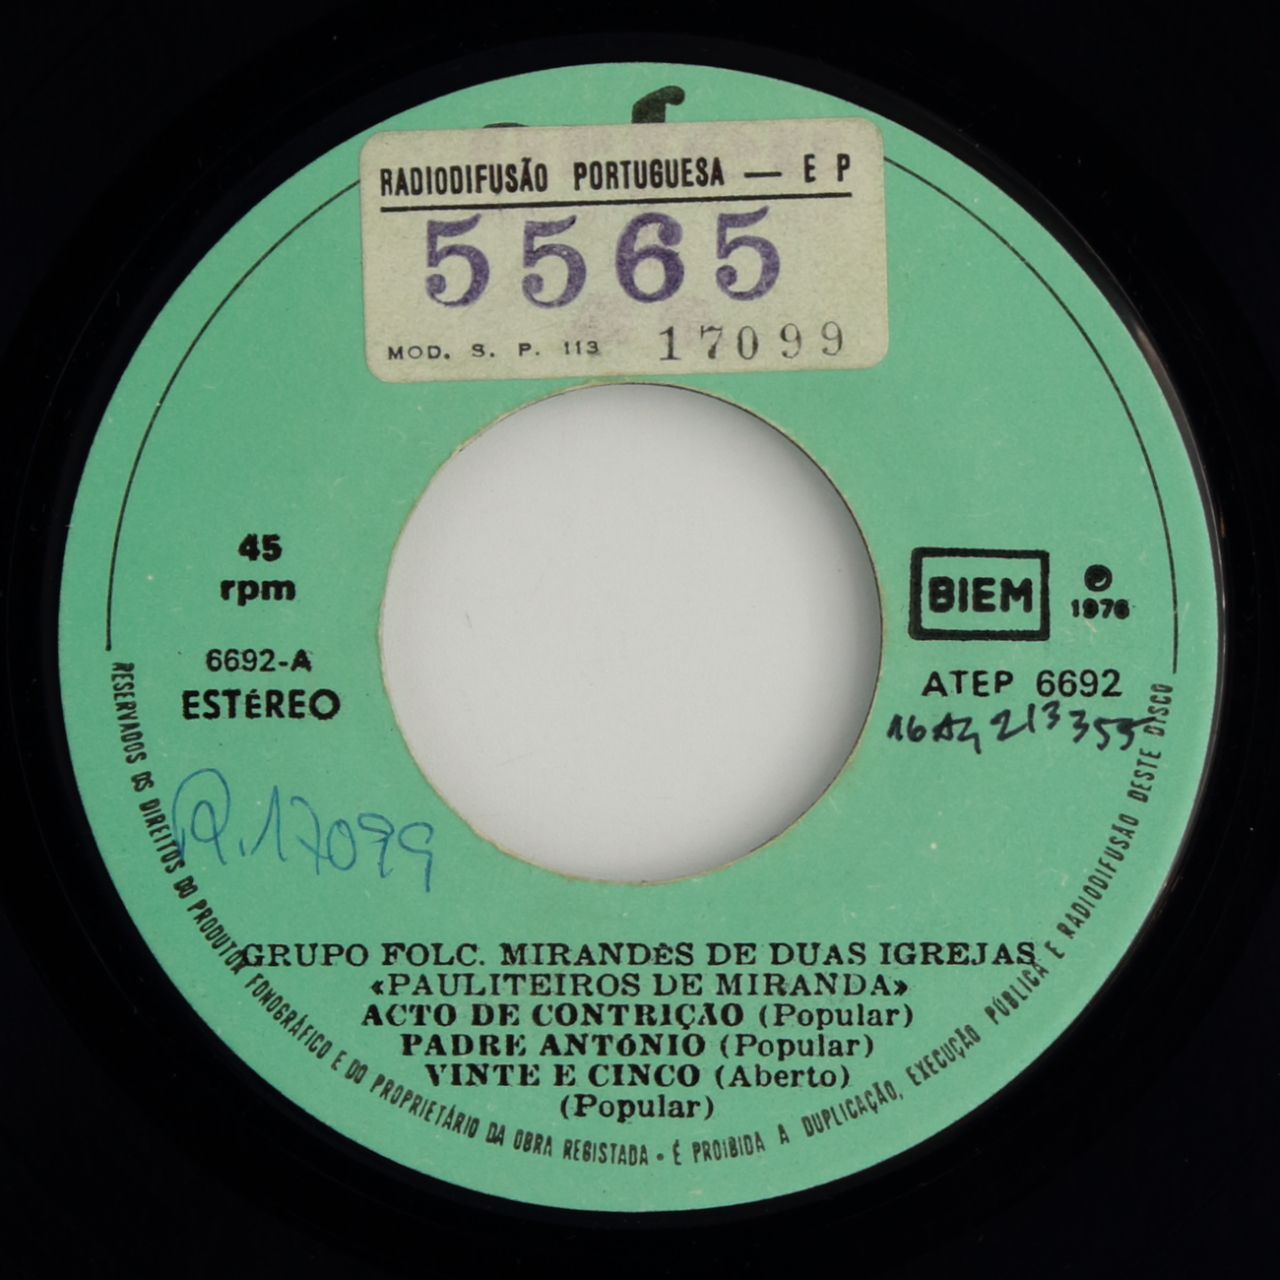 RADIODIFUSÃO PORTUGUESA — E P
5565
MOD. S. P. 113 17099
45
rpm
6692-A
ESTÉREO
BIEM
℗
1976
ATEP 6692
R.17099
GRUPO FOLC. MIRANDÊS DE DUAS IGREJAS
«PAULITEIROS DE MIRANDA»
ACTO DE CONTRIÇÃO (Popular)
PADRE ANTÓNIO (Popular)
VINTE E CINCO (Aberto)
(Popular)
RESERVADOS OS DIREITOS DO PRODUTOR FONOGRÁFICO E DO PROPRIETÁRIO DA OBRA REGISTADA • É PROIBIDA A DUPLICAÇÃO, EXECUÇÃO PÚBLICA E RADIODIFUSÃO DESTE DISCO